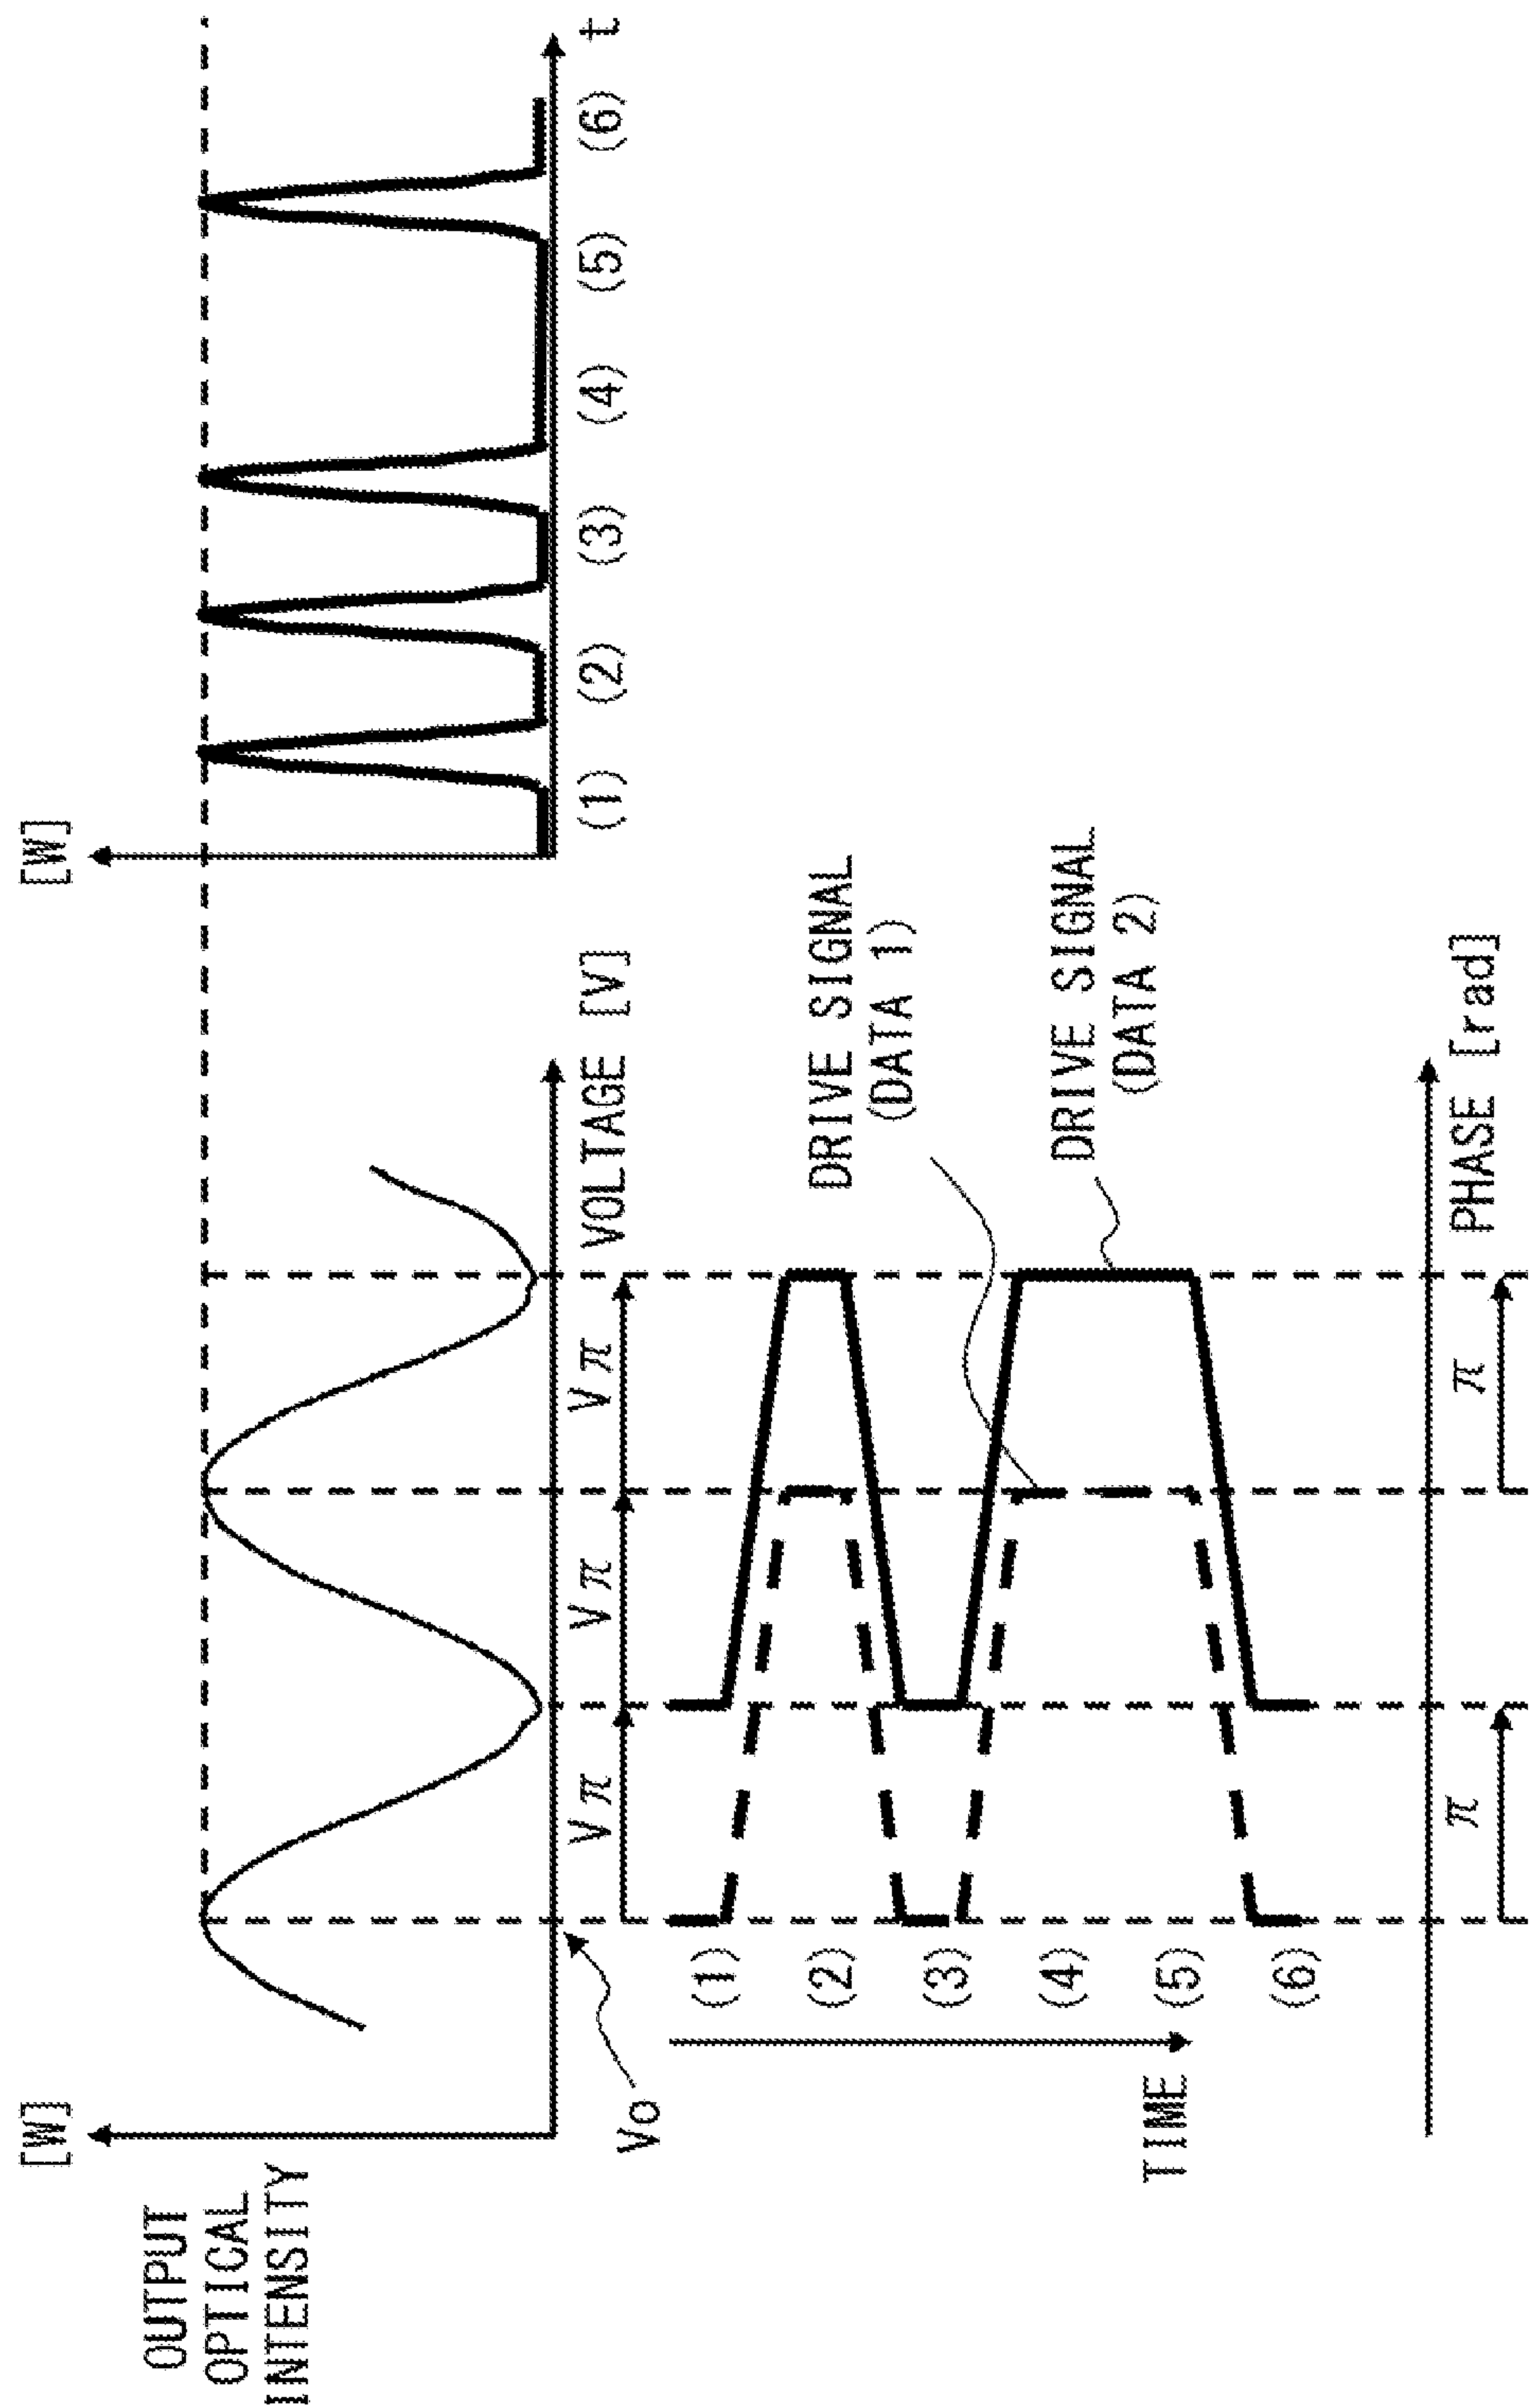 [W]
OUTPUT
OPTICAL
INTENSITY
Vo
VOLTAGE [V]
Vπ
Vπ
Vπ
[W]
t
(1)
(2)
(3)
(4)
(5)
(6)
TIME
(1)
(2)
(3)
(4)
(5)
(6)
DRIVE SIGNAL
(DATA 1)
DRIVE SIGNAL
(DATA 2)
PHASE [rad]
π
π